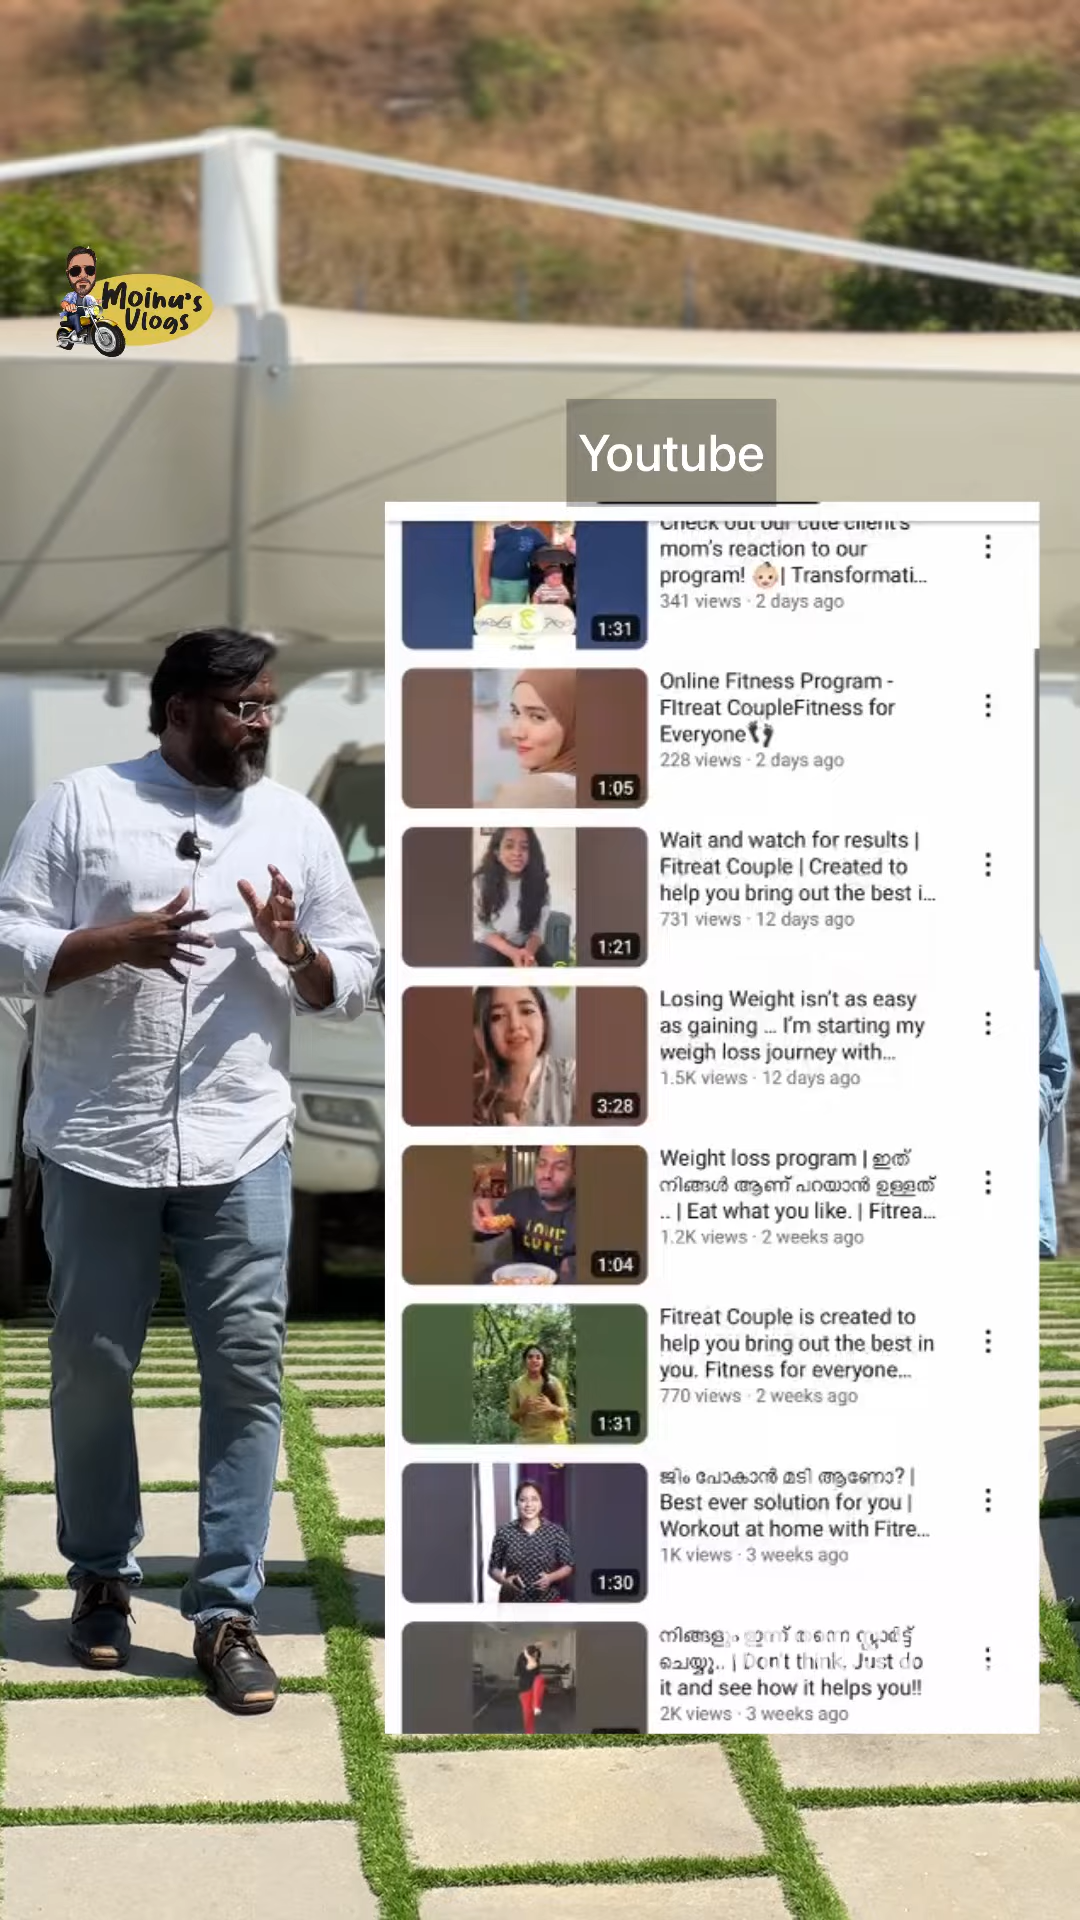 Moinu's
Vlogs
Youtube
Check out our cute client's
mom's reaction to our
program! 👶🏻| Transformati...
341 views · 2 days ago
1:31
Online Fitness Program -
FItreat CoupleFitness for
Everyone👣
228 views · 2 days ago
1:05
Wait and watch for results |
Fitreat Couple | Created to
help you bring out the best i...
731 views · 12 days ago
1:21
Losing Weight isn't as easy
as gaining ... I'm starting my
weigh loss journey with...
1.5K views · 12 days ago
3:28
Weight loss program | ഇത്
നിങ്ങൾ ആണ് പറയാൻ ഉള്ളത്
.. | Eat what you like. | Fitrea...
1.2K views · 2 weeks ago
LOVE
1:04
Fitreat Couple is created to
help you bring out the best in
you. Fitness for everyone...
770 views · 2 weeks ago
1:31
ജിം പോകാൻ മടി ആണോ? |
Best ever solution for you |
Workout at home with Fitre...
1K views · 3 weeks ago
1:30
ചെയ്യൂ.. | Don't think, Just do
it and see how it helps you!!
2K views · 3 weeks ago